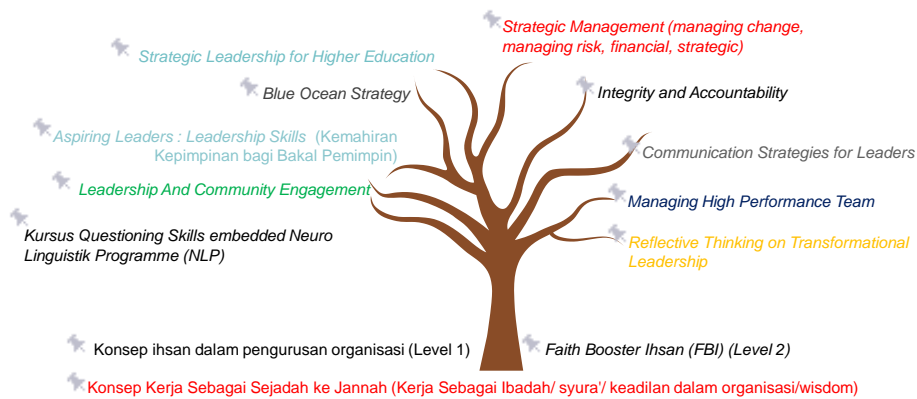 Strategic Management (managing change,
managing risk, financial, strategic)
Strategic Leadership for Higher Education
Blue Ocean Strategy
Integrity and Accountability
Aspiring Leaders : Leadership Skills (Kemahiran
Kepimpinan bagi Bakal Pemimpin)
Communication Strategies for Leaders
Leadership And Community Engagement
Managing High Performance Team
Kursus Questioning Skills embedded Neuro
Linguistik Programme (NLP)
Reflective Thinking on Transformational
Leadership
Konsep ihsan dalam pengurusan organisasi (Level 1)
Faith Booster Ihsan (FBI) (Level 2)
Konsep Kerja Sebagai Sejadah ke Jannah (Kerja Sebagai Ibadah/ syura'/ keadilan dalam organisasi/wisdom)